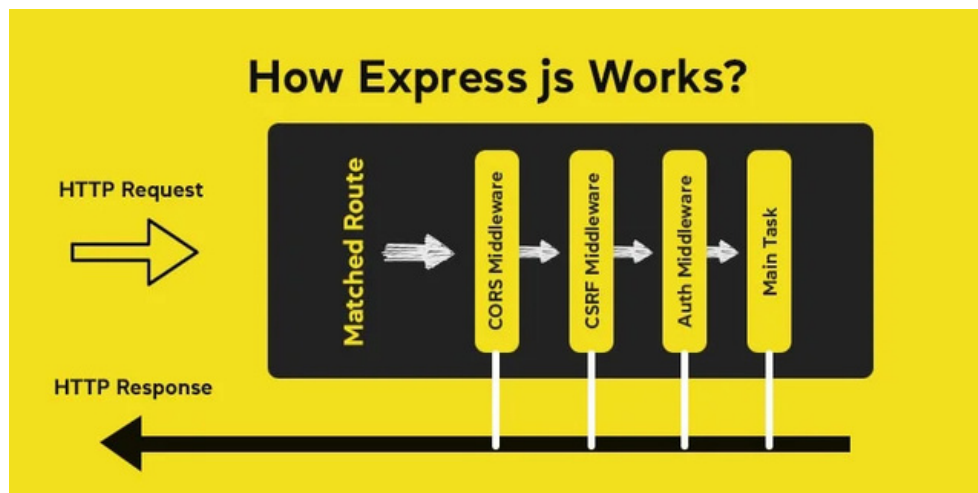 How Express js Works?
HTTP Request
Matched Route
CORS Middleware
CSRF Middleware
Auth Middleware
Main Task
HTTP Response